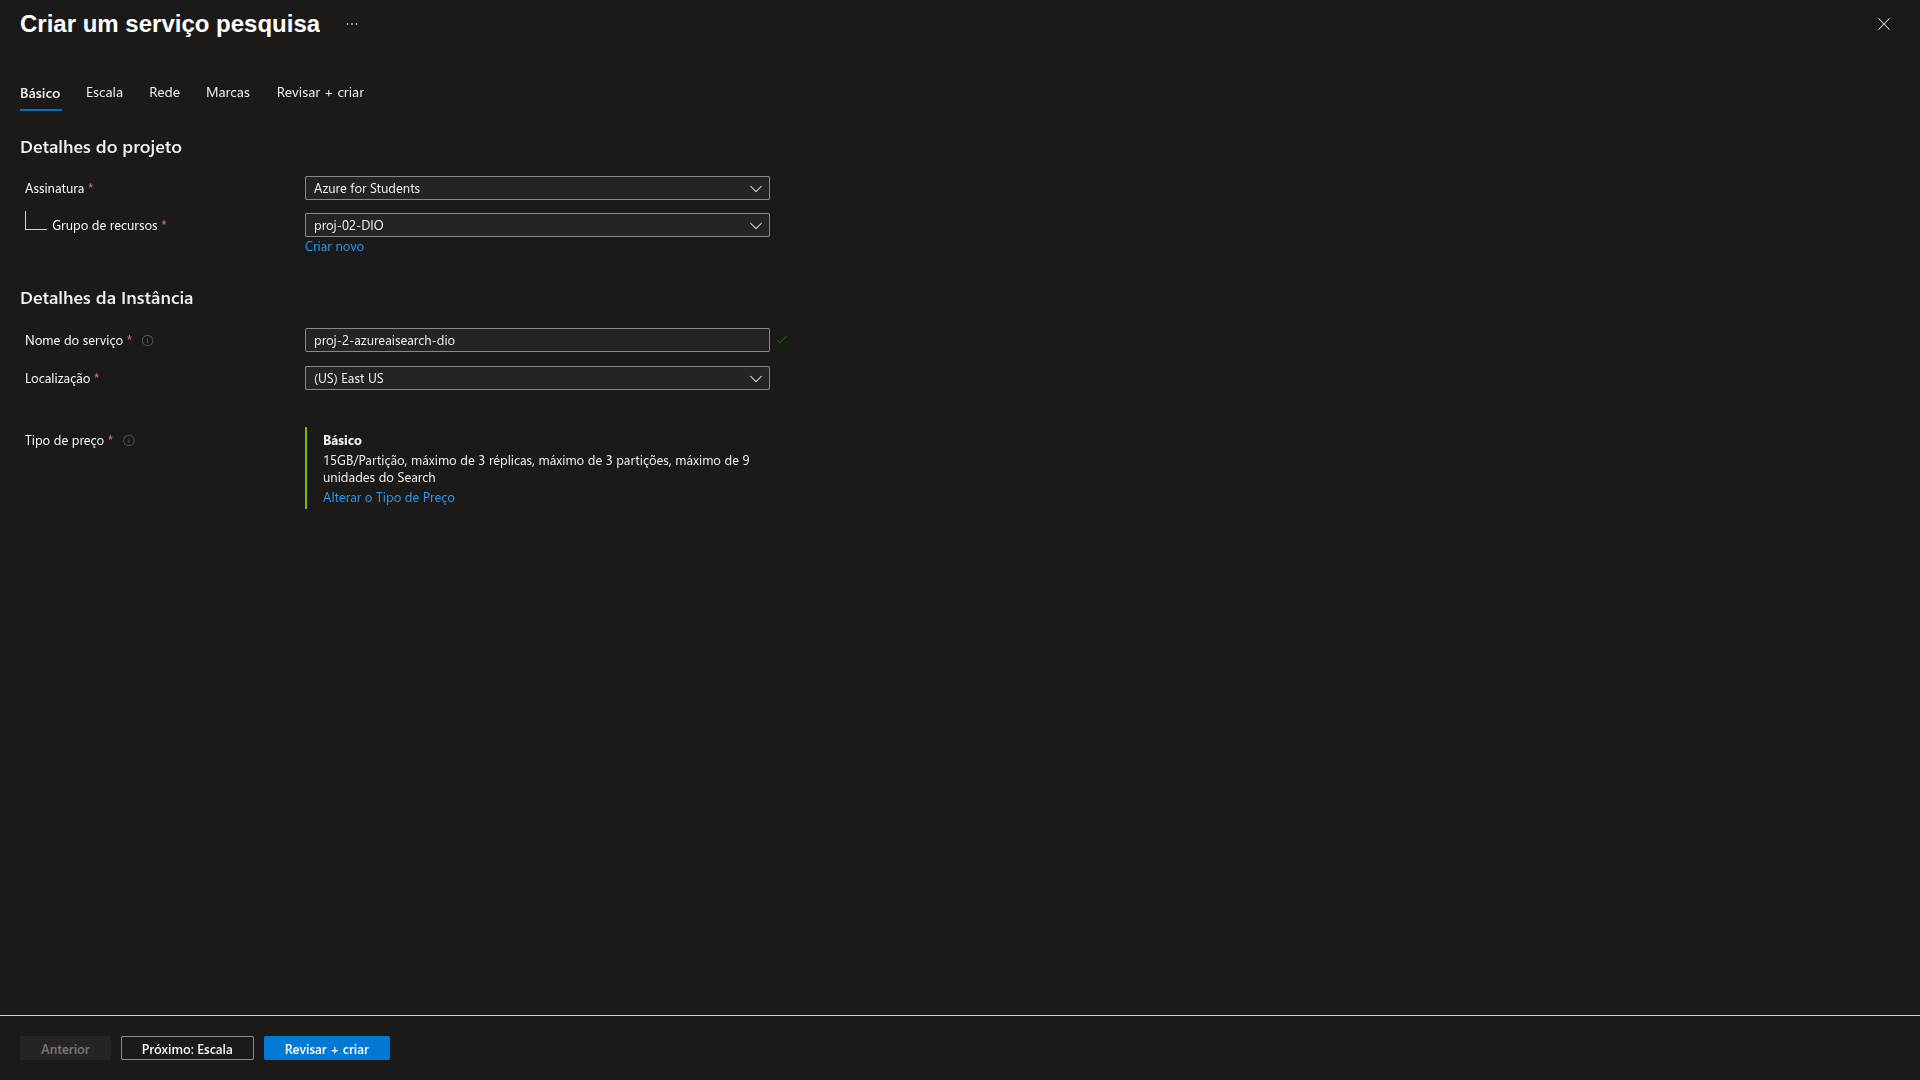 Criar um serviço pesquisa ...
Básico Escala Rede Marcas Revisar + criar
Detalhes do projeto
Assinatura * Azure for Students
Grupo de recursos * proj-02-DIO
Criar novo
Detalhes da Instância
Nome do serviço * proj-2-azureaisearch-dio
Localização * (US) East US
Tipo de preço * Básico
15GB/Partição, máximo de 3 réplicas, máximo de 3 partições, máximo de 9
unidades do Search
Alterar o Tipo de Preço
Anterior Próximo: Escala Revisar + criar